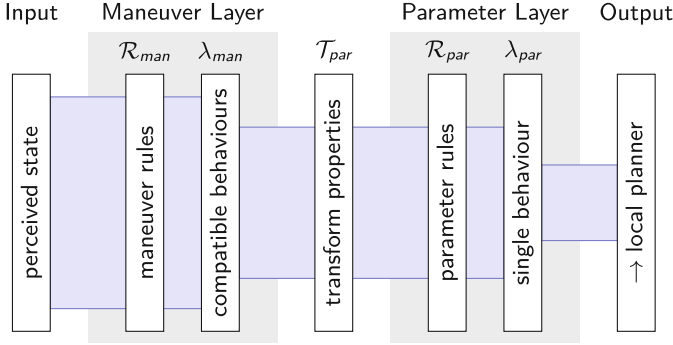 Input
Maneuver Layer
Parameter Layer
Output
ℛman
λman
𝒯par
ℛpar
λpar
perceived state
maneuver rules
compatible behaviours
transform properties
parameter rules
single behaviour
→ local planner